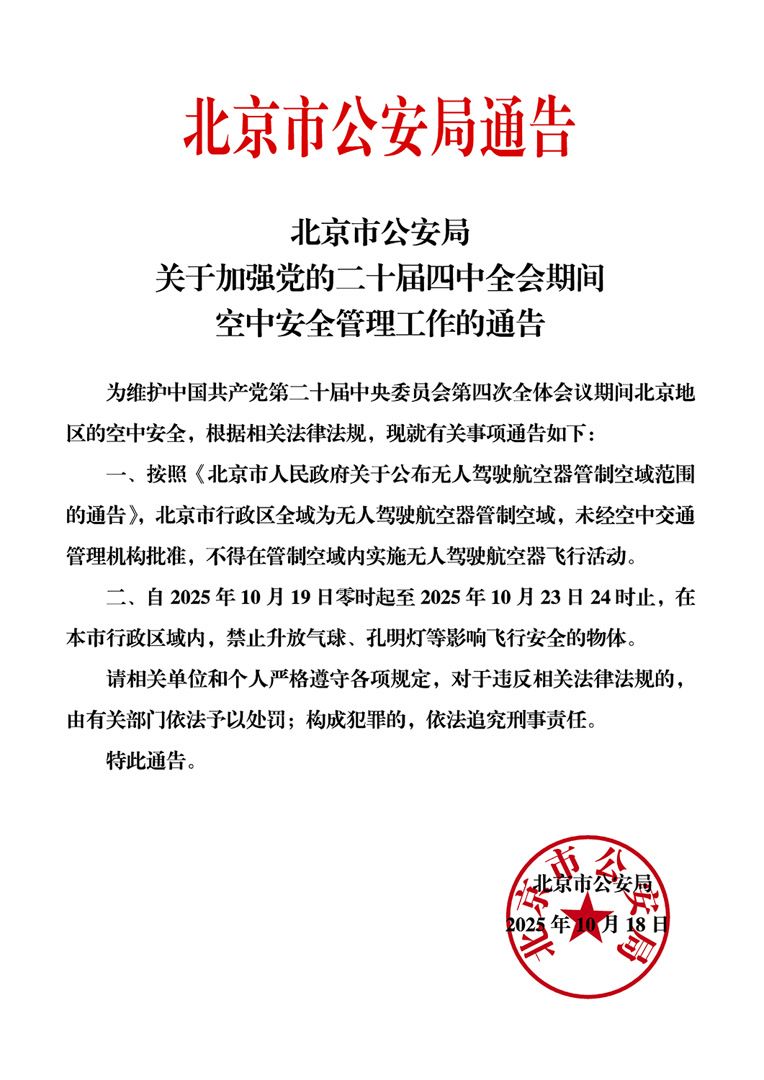 北京市公安局通告
北京市公安局
关于加强党的二十届四中全会期间
空中安全管理工作的通告
为维护中国共产党第二十届中央委员会第四次全体会议期间北京地
区的空中安全，根据相关法律法规，现就有关事项通告如下：
一、按照《北京市人民政府关于公布无人驾驶航空器管制空域范围
的通告》，北京市行政区全域为无人驾驶航空器管制空域，未经空中交通
管理机构批准，不得在管制空域内实施无人驾驶航空器飞行活动。
二、自 2025 年 10 月 19 日零时起至 2025 年 10 月 23 日 24 时止，在
本市行政区域内，禁止升放气球、孔明灯等影响飞行安全的物体。
请相关单位和个人严格遵守各项规定，对于违反相关法律法规的，
由有关部门依法予以处罚；构成犯罪的，依法追究刑事责任。
特此通告。
北京市公安局
2025 年 10 月 18 日
北京市公安局